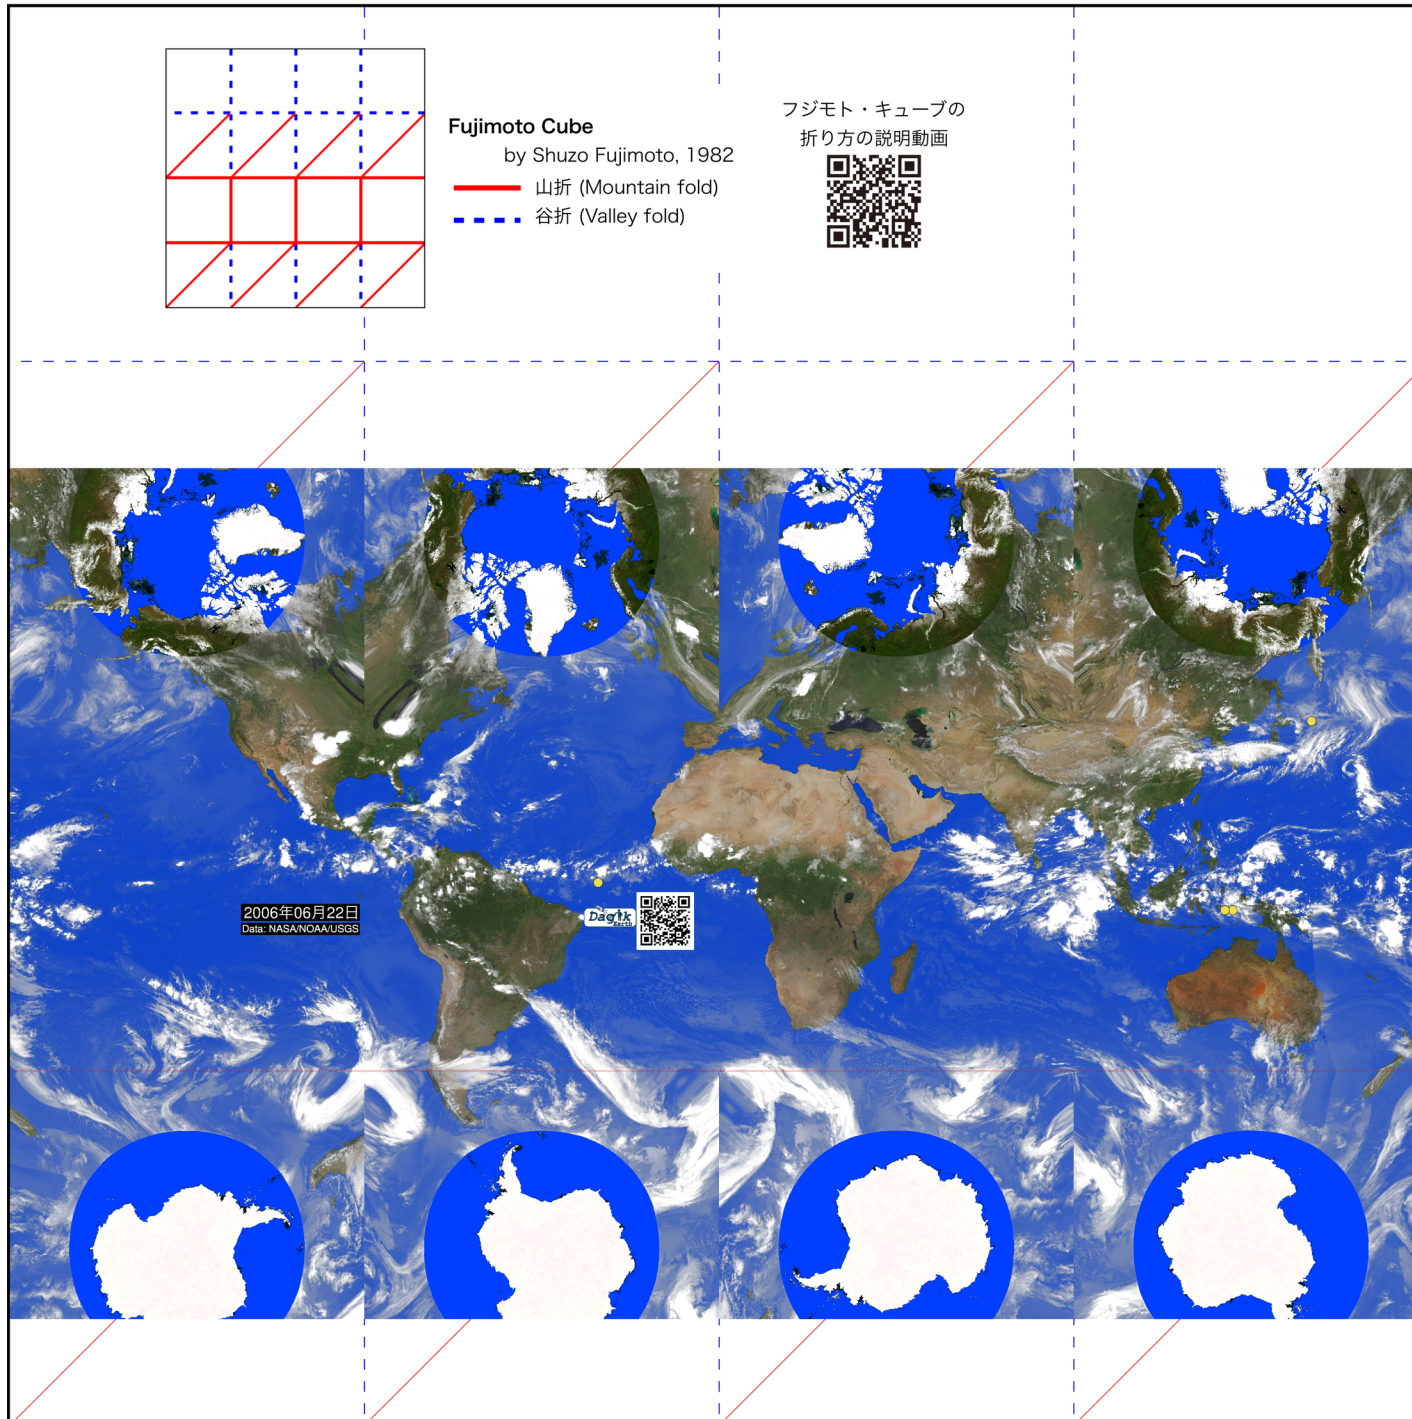 Fujimoto Cube
by Shuzo Fujimoto, 1982
山折 (Mountain fold)
谷折 (Valley fold)
フジモト・キューブの
折り方の説明動画
2006年06月22日
Data: NASA/NOAA/USGS
Dagik
Earth